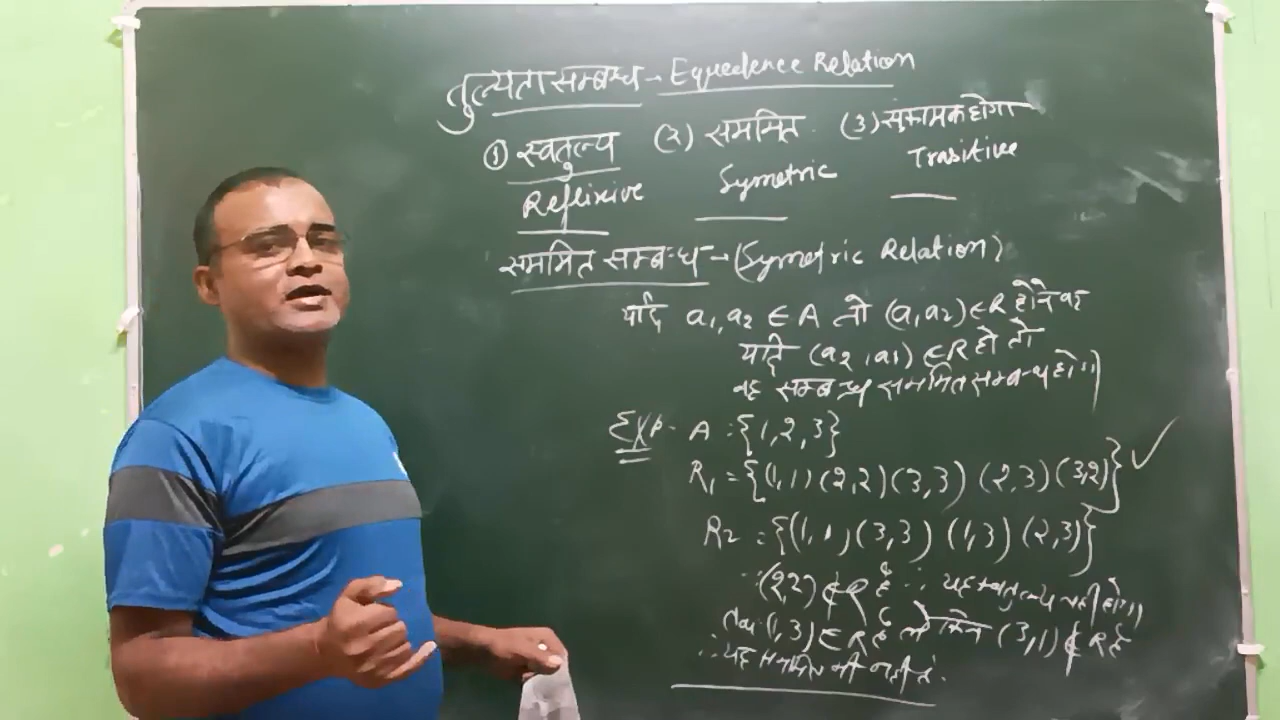 तुल्यता सम्बन्ध → Equedence Relation
① स्वतुल्य (2) सममित (3) संक्रामक होगा
Reflixive Symetric Trasitive
सममित सम्बन्ध → (Symetric Relation)
यदि a₁, a₂ ∈ A तो (a₁, a₂) ∈ R होने पर
यदि (a₂, a₁) ∈ R हो तो
वह सम्बन्ध सममित सम्बन्ध होगा
Exp - A : {1, 2, 3}
R₁ = {(1, 1) (2, 2) (3, 3) (2, 3) (3, 2)} ✓
R₂ = {(1, 1) (3, 3) (1, 3) (2, 3)}
∵ (2, 2) ∉ R है ∴ यह स्वतुल्य नही होगा
तथा (1, 3) ∈ R है लेकिन (3, 1) ∉ R है
∴ यह सममित भी नही है.